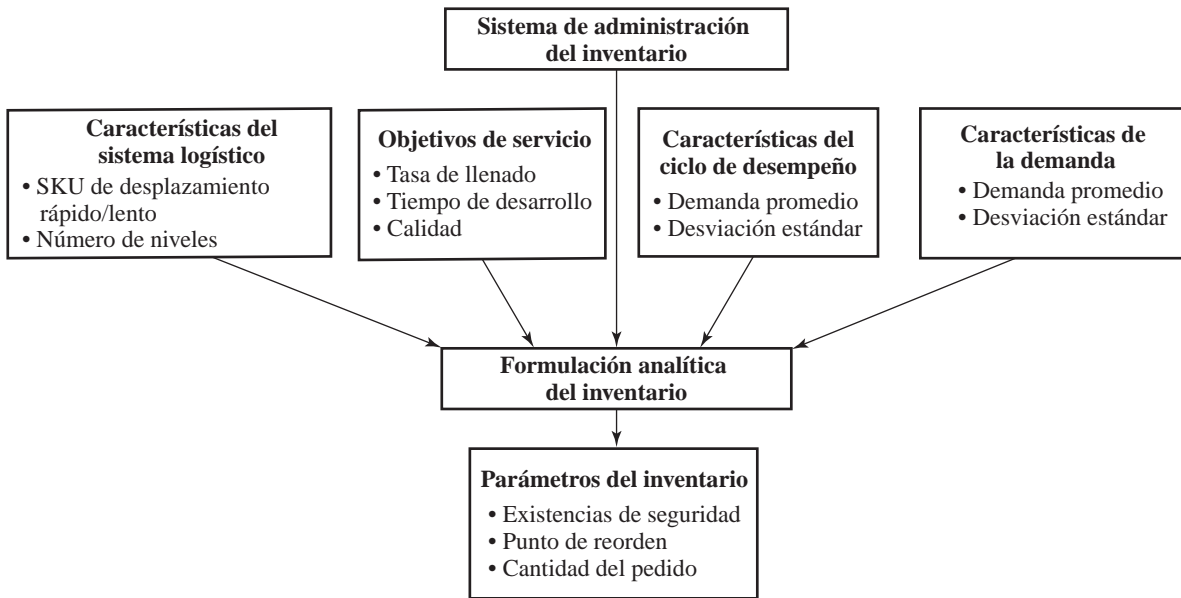 Sistema de administración
del inventario
Características del
sistema logístico
• SKU de desplazamiento
rápido/lento
• Número de niveles
Objetivos de servicio
• Tasa de llenado
• Tiempo de desarrollo
• Calidad
Características del
ciclo de desempeño
• Demanda promedio
• Desviación estándar
Características de
la demanda
• Demanda promedio
• Desviación estándar
Formulación analítica
del inventario
Parámetros del inventario
• Existencias de seguridad
• Punto de reorden
• Cantidad del pedido